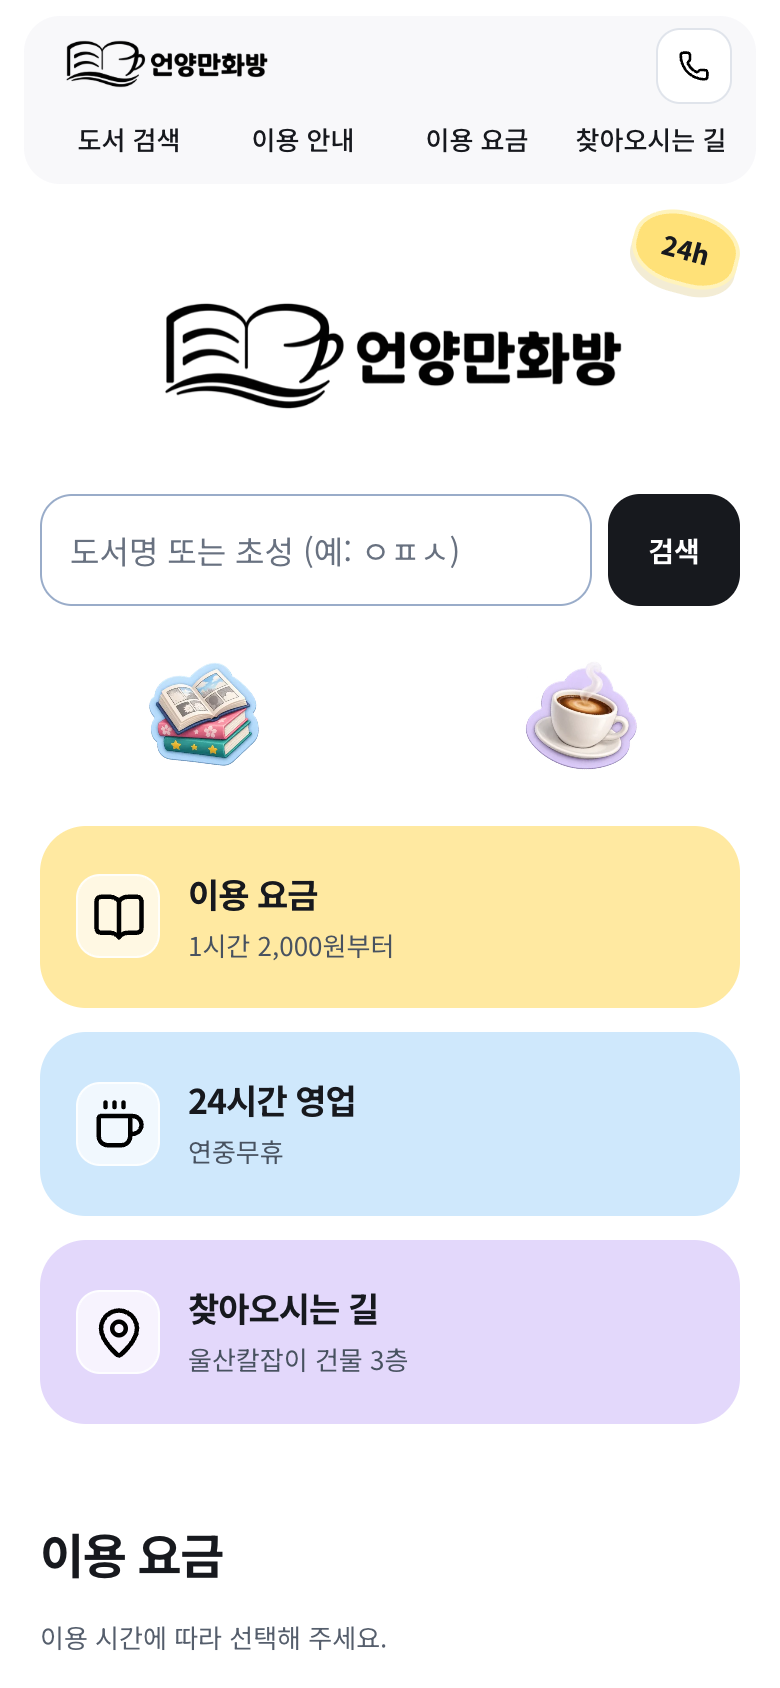 언양만화방
도서 검색 이용 안내 이용 요금 찾아오시는 길
24h
언양만화방
도서명 또는 초성 (예: ㅇㅍㅅ) 검색
이용 요금
1시간 2,000원부터
24시간 영업
연중무휴
찾아오시는 길
울산칼잡이 건물 3층
이용 요금
이용 시간에 따라 선택해 주세요.